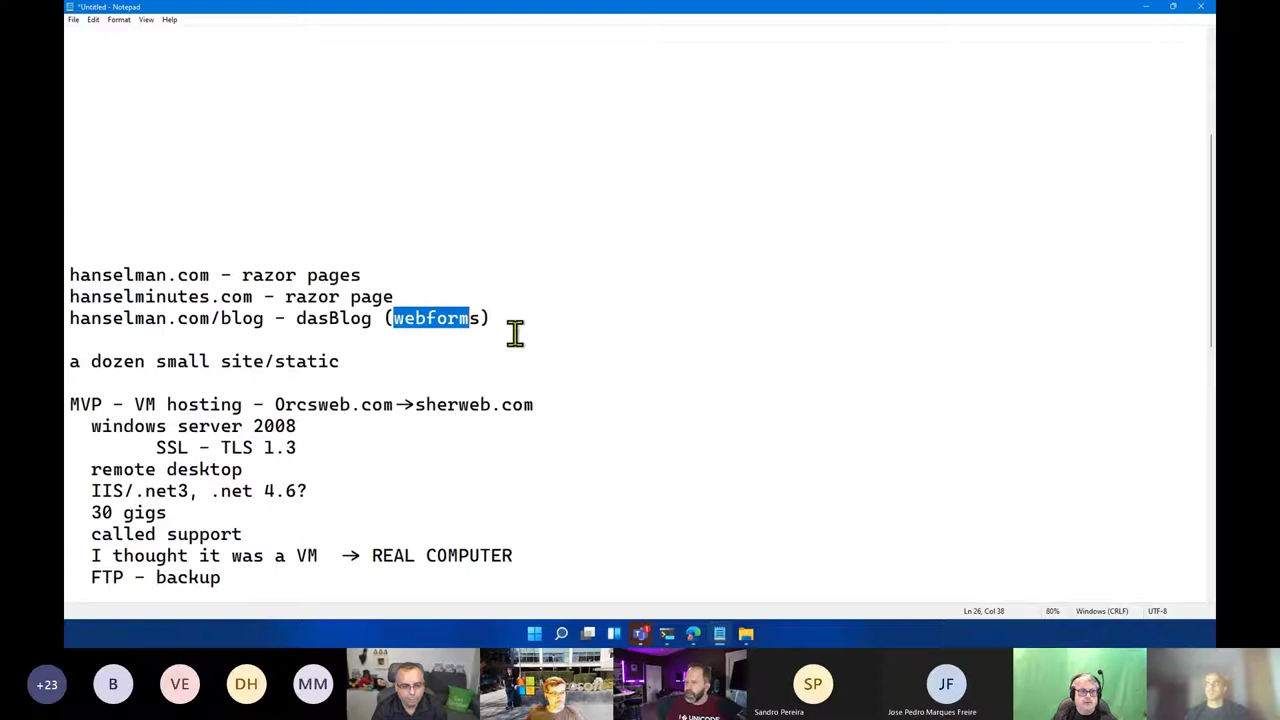 *Untitled - Notepad
File Edit Format View Help
hanselman.com - razor pages
hanselminutes.com - razor page
hanselman.com/blog - dasBlog (webforms)
a dozen small site/static
MVP - VM hosting - Orcsweb.com->sherweb.com
windows server 2008
SSL - TLS 1.3
remote desktop
IIS/.net3, .net 4.6?
30 gigs
called support
I thought it was a VM -> REAL COMPUTER
FTP - backup
Ln 26, Col 38 80% Windows (CRLF) UTF-8
+23 B VE DH MM SP JF
Sandro Pereira Jose Pedro Marques Freire
UNICODE